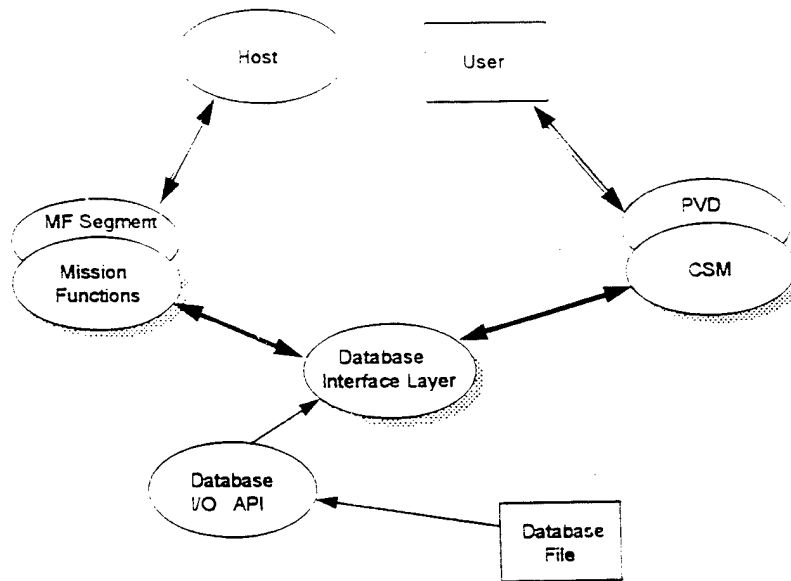 Host
User
MF Segment
Mission
Functions
PVD
CSM
Database
Interface Layer
Database
I/O API
Database
File